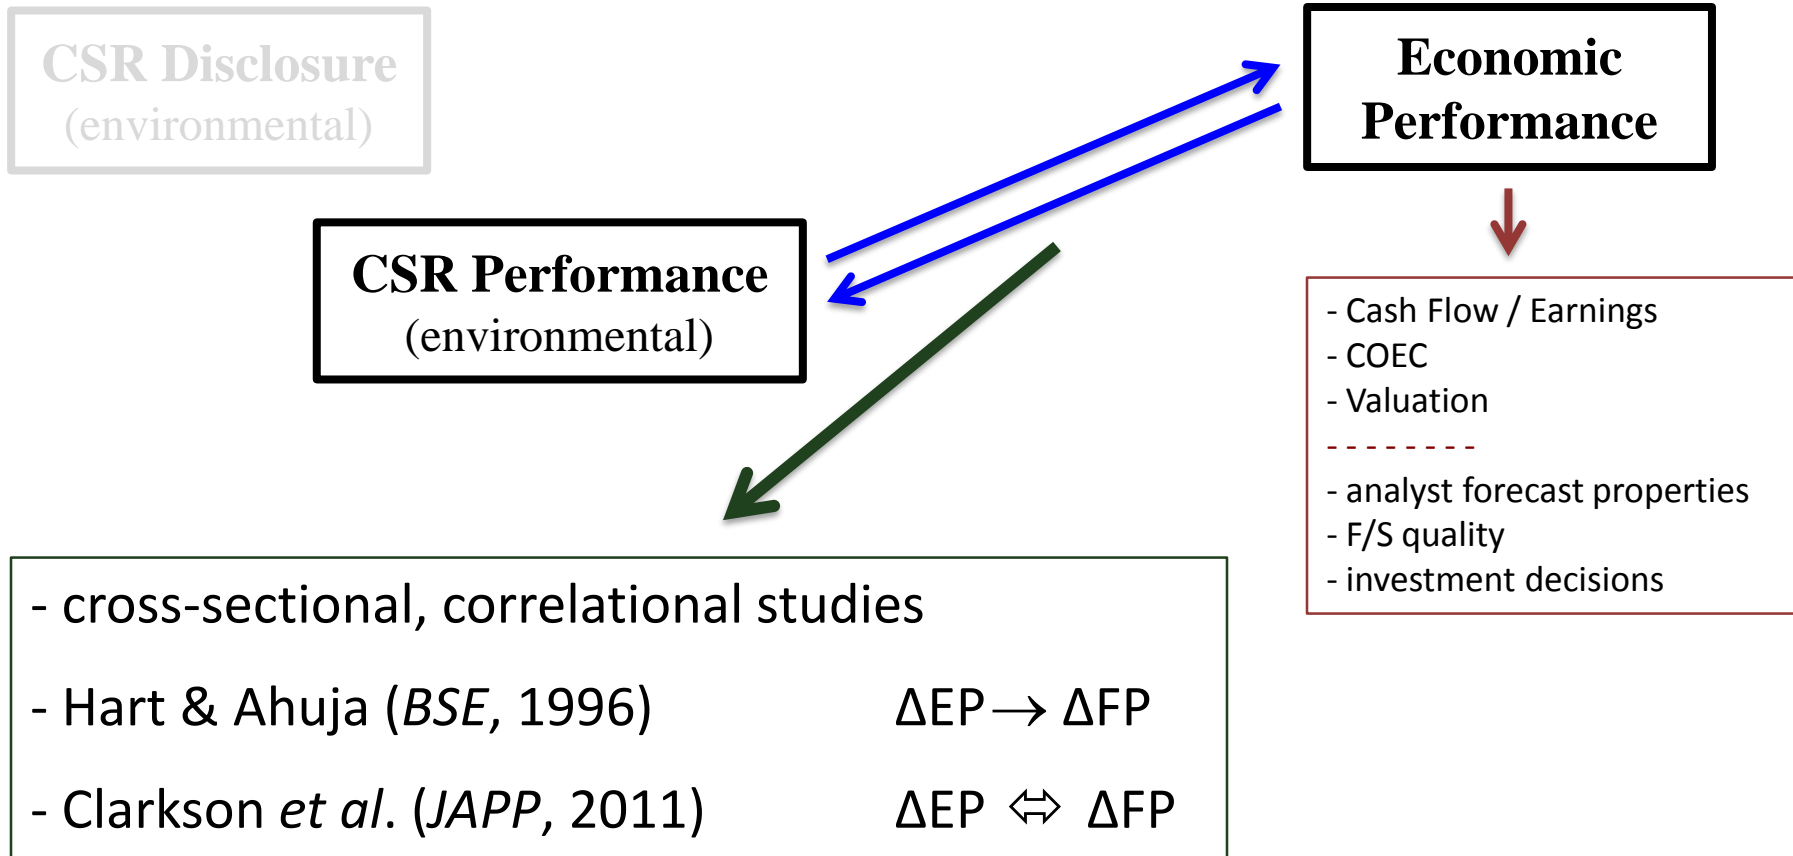 CSR Disclosure
(environmental)
Economic
Performance
CSR Performance
(environmental)
- Cash Flow / Earnings
- COEC
- Valuation
- - - - - - - -
- analyst forecast properties
- F/S quality
- investment decisions
- cross-sectional, correlational studies
- Hart & Ahuja (BSE, 1996) ΔEP → ΔFP
- Clarkson et al. (JAPP, 2011) ΔEP ⬄ ΔFP